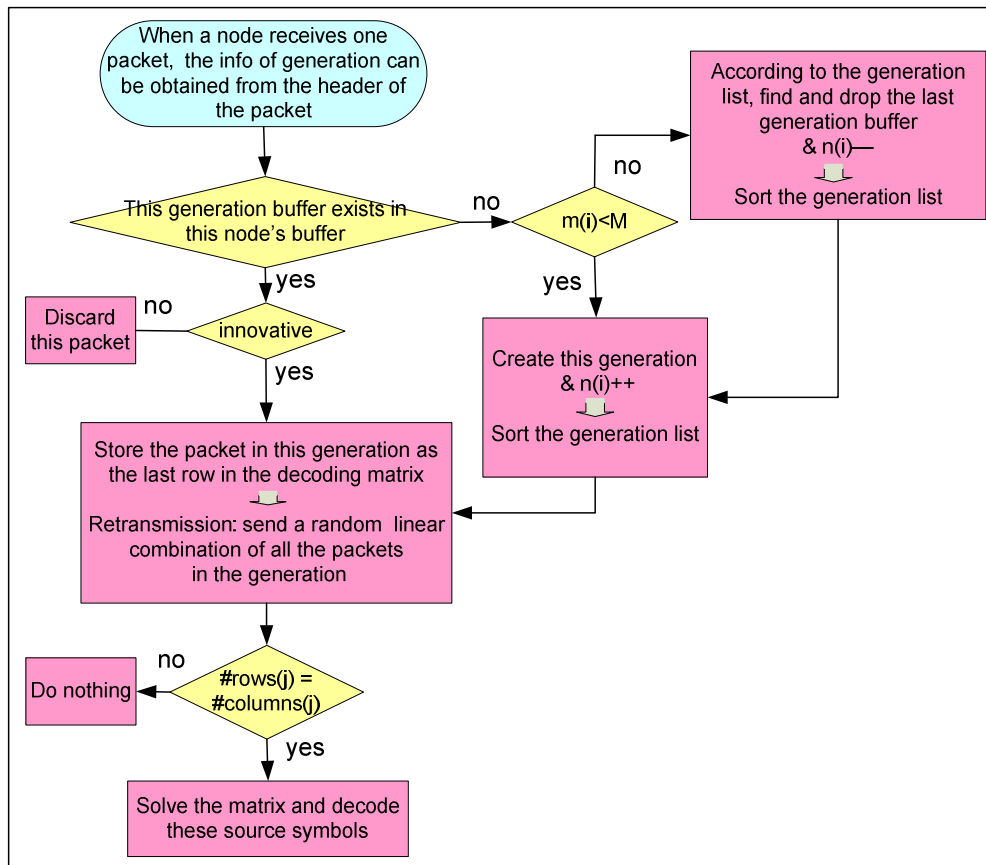 When a node receives one
packet, the info of generation can
be obtained from the header of
the packet
According to the generation
list, find and drop the last
generation buffer
& n(i)—
Sort the generation list
no
This generation buffer exists in
this node's buffer
no
m(i)<M
yes
yes
no
Discard
this packet
innovative
yes
Create this generation
& n(i)++
Sort the generation list
Store the packet in this generation as
the last row in the decoding matrix
Retransmission: send a random linear
combination of all the packets
in the generation
no
Do nothing
#rows(j) =
#columns(j)
yes
Solve the matrix and decode
these source symbols